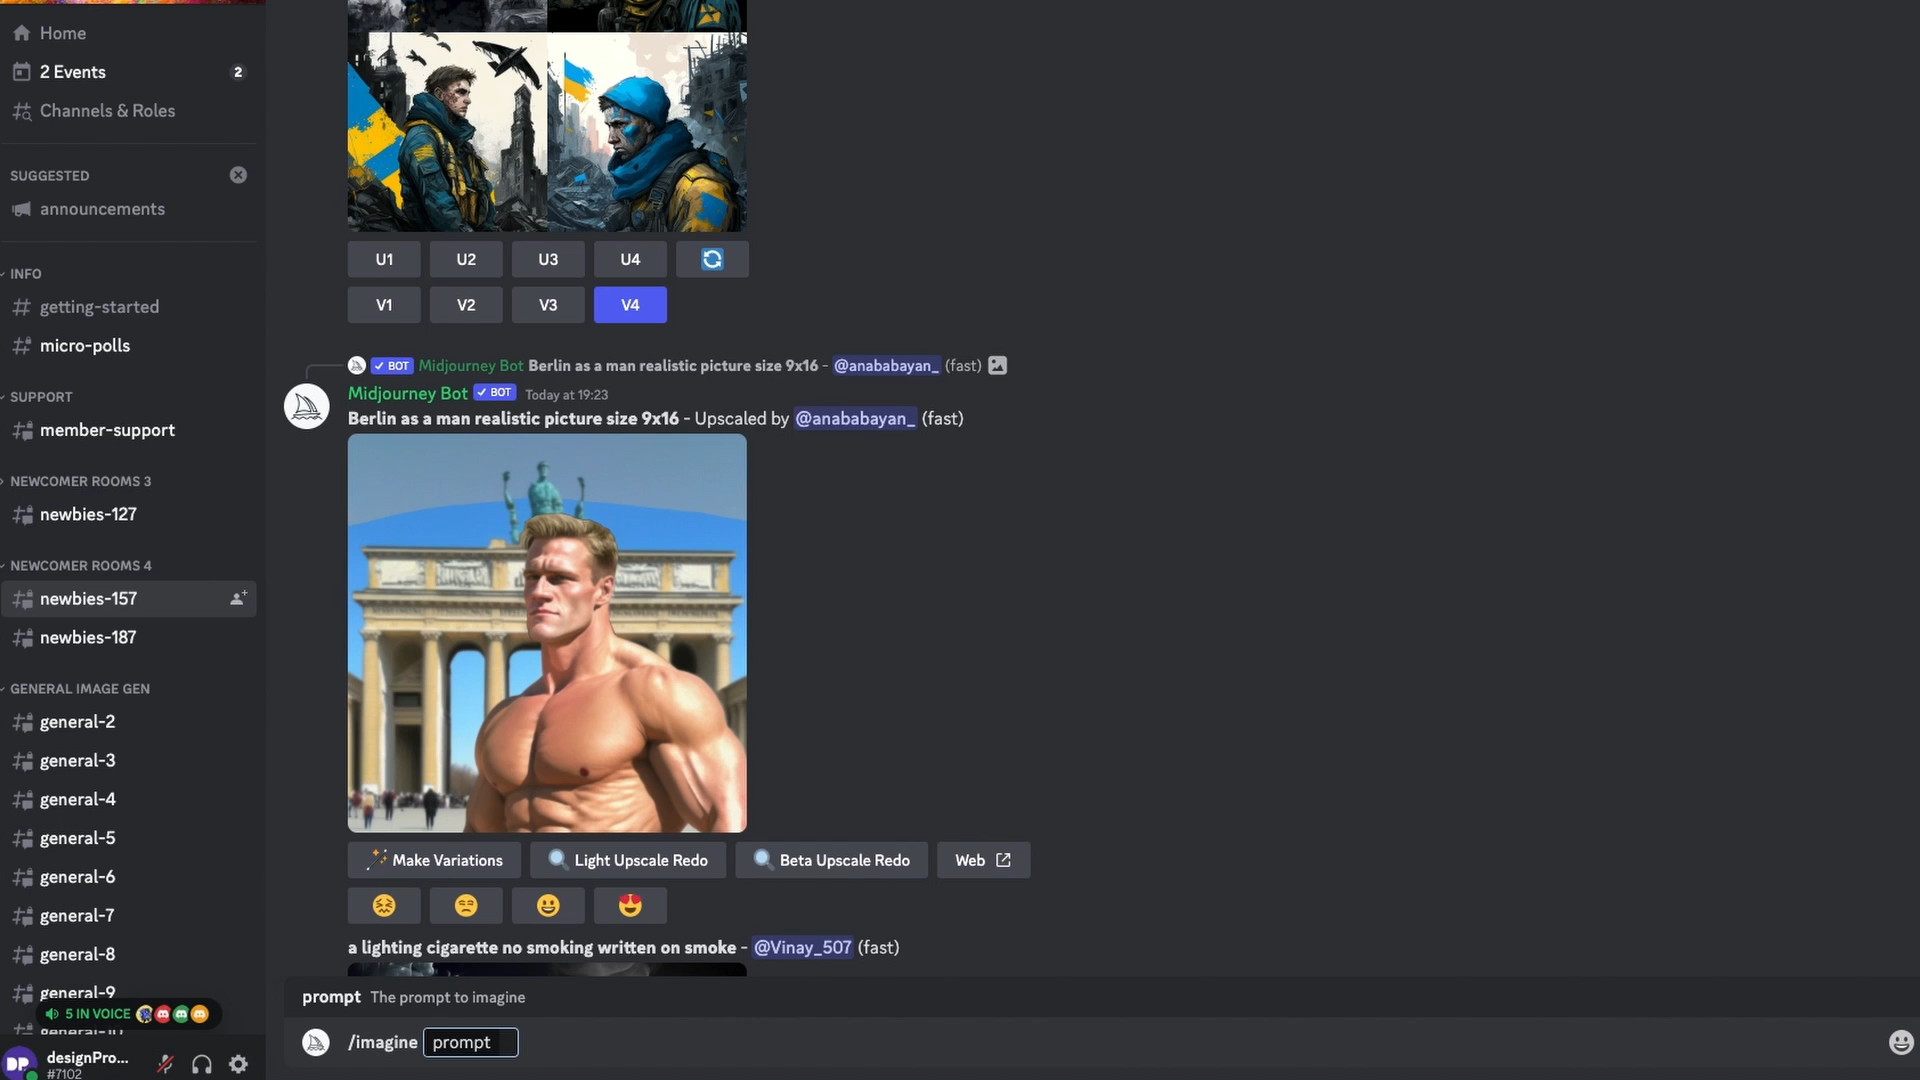 Home
2 Events 2
Channels & Roles
SUGGESTED
announcements
INFO
getting-started
micro-polls
SUPPORT
member-support
NEWCOMER ROOMS 3
newbies-127
NEWCOMER ROOMS 4
newbies-157
newbies-187
GENERAL IMAGE GEN
general-2
general-3
general-4
general-5
general-6
general-7
general-8
general-9
general-10
5 IN VOICE
DP designPro...
#7102
U1 U2 U3 U4
V1 V2 V3 V4
BOT Midjourney Bot Berlin as a man realistic picture size 9x16 - @anababayan_ (fast)
Midjourney Bot BOT Today at 19:23
Berlin as a man realistic picture size 9x16 - Upscaled by @anababayan_ (fast)
Make Variations Light Upscale Redo Beta Upscale Redo Web
a lighting cigarette no smoking written on smoke - @Vinay_507 (fast)
prompt The prompt to imagine
/imagine prompt